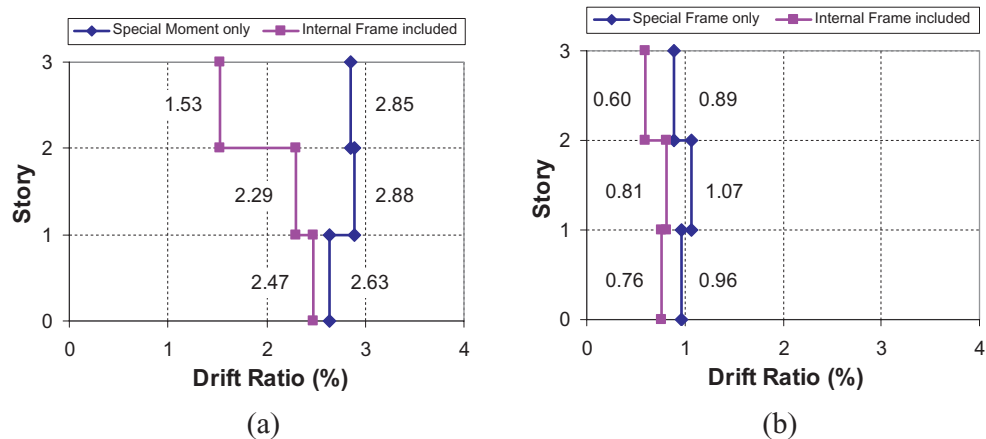 Special Moment only Internal Frame included
3
2
1
0
Story
1.53
2.85
2.29
2.88
2.47
2.63
0 1 2 3 4
Drift Ratio (%)
(a)
Special Frame only Internal Frame included
3
2
1
0
Story
0.60
0.89
0.81
1.07
0.76
0.96
0 1 2 3 4
Drift Ratio (%)
(b)